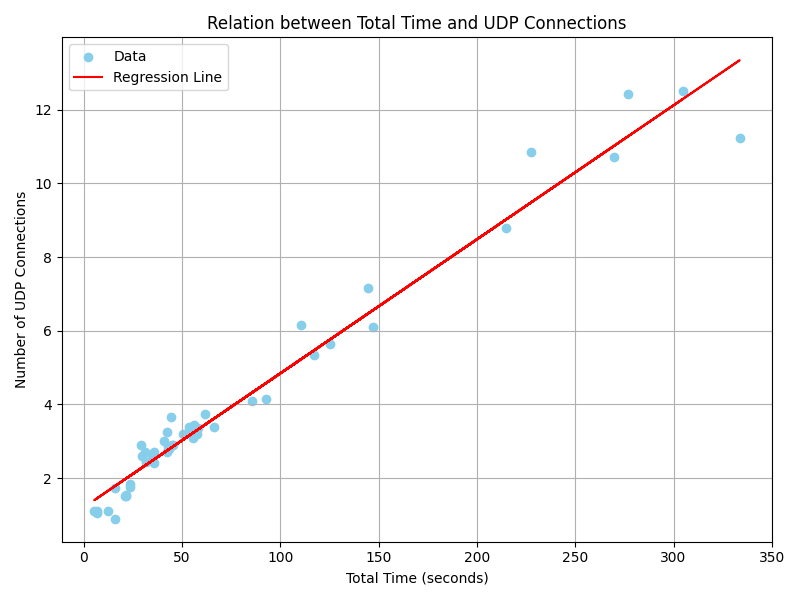 Relation between Total Time and UDP Connections
Data
Regression Line
Number of UDP Connections
12
10
8
6
4
2
0 50 100 150 200 250 300 350
Total Time (seconds)